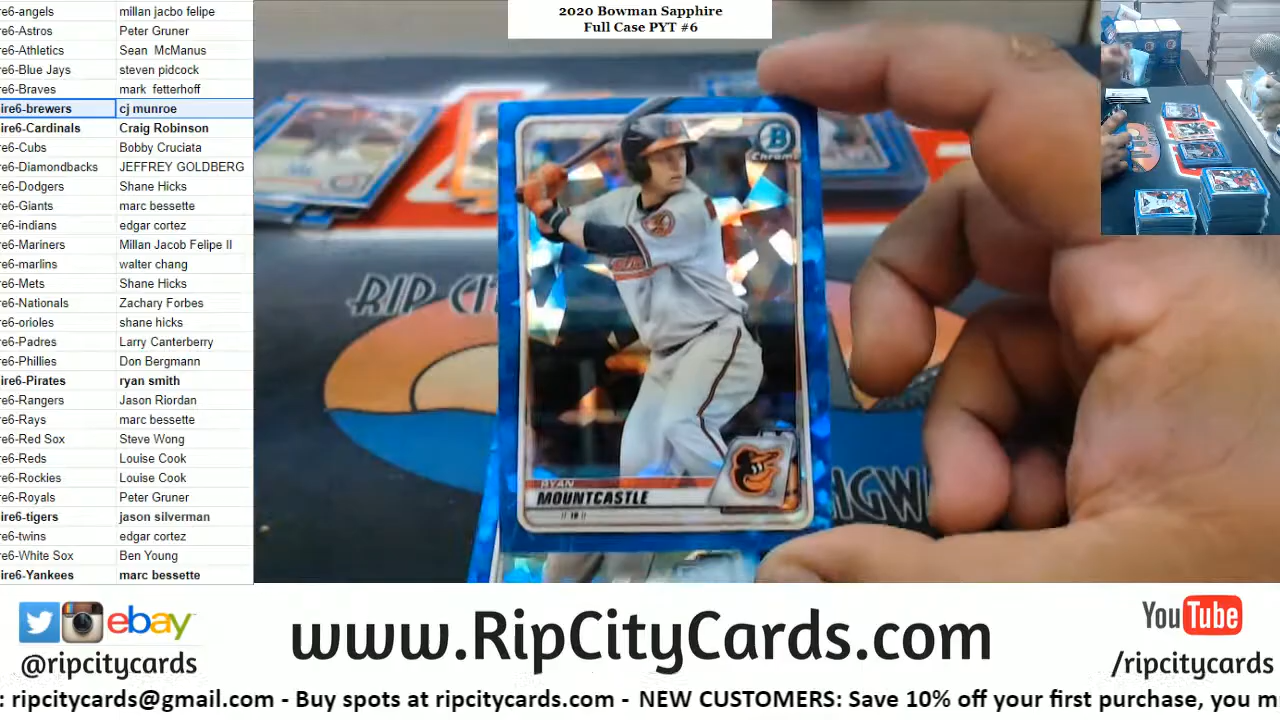 re6-angels millan jacbo felipe
re6-Astros Peter Gruner
re6-Athletics Sean McManus
re6-Blue Jays steven pidcock
re6-Braves mark fetterhoff
ire6-brewers cj munroe
ire6-Cardinals Craig Robinson
re6-Cubs Bobby Cruciata
re6-Diamondbacks JEFFREY GOLDBERG
re6-Dodgers Shane Hicks
re6-Giants marc bessette
re6-indians edgar cortez
re6-Mariners Millan Jacob Felipe II
re6-marlins walter chang
re6-Mets Shane Hicks
re6-Nationals Zachary Forbes
re6-orioles shane hicks
re6-Padres Larry Canterberry
re6-Phillies Don Bergmann
ire6-Pirates ryan smith
re6-Rangers Jason Riordan
re6-Rays marc bessette
re6-Red Sox Steve Wong
re6-Reds Louise Cook
re6-Rockies Louise Cook
re6-Royals Peter Gruner
ire6-tigers jason silverman
re6-twins edgar cortez
re6-White Sox Ben Young
ire6-Yankees marc bessette
2020 Bowman Sapphire
Full Case PYT #6
B
Chrome
RIP CI
RYAN
MOUNTCASTLE
ebay
@ripcitycards
www.RipCityCards.com
YouTube
/ripcitycards
: ripcitycards@gmail.com - Buy spots at ripcitycards.com - NEW CUSTOMERS: Save 10% off your first purchase, you m